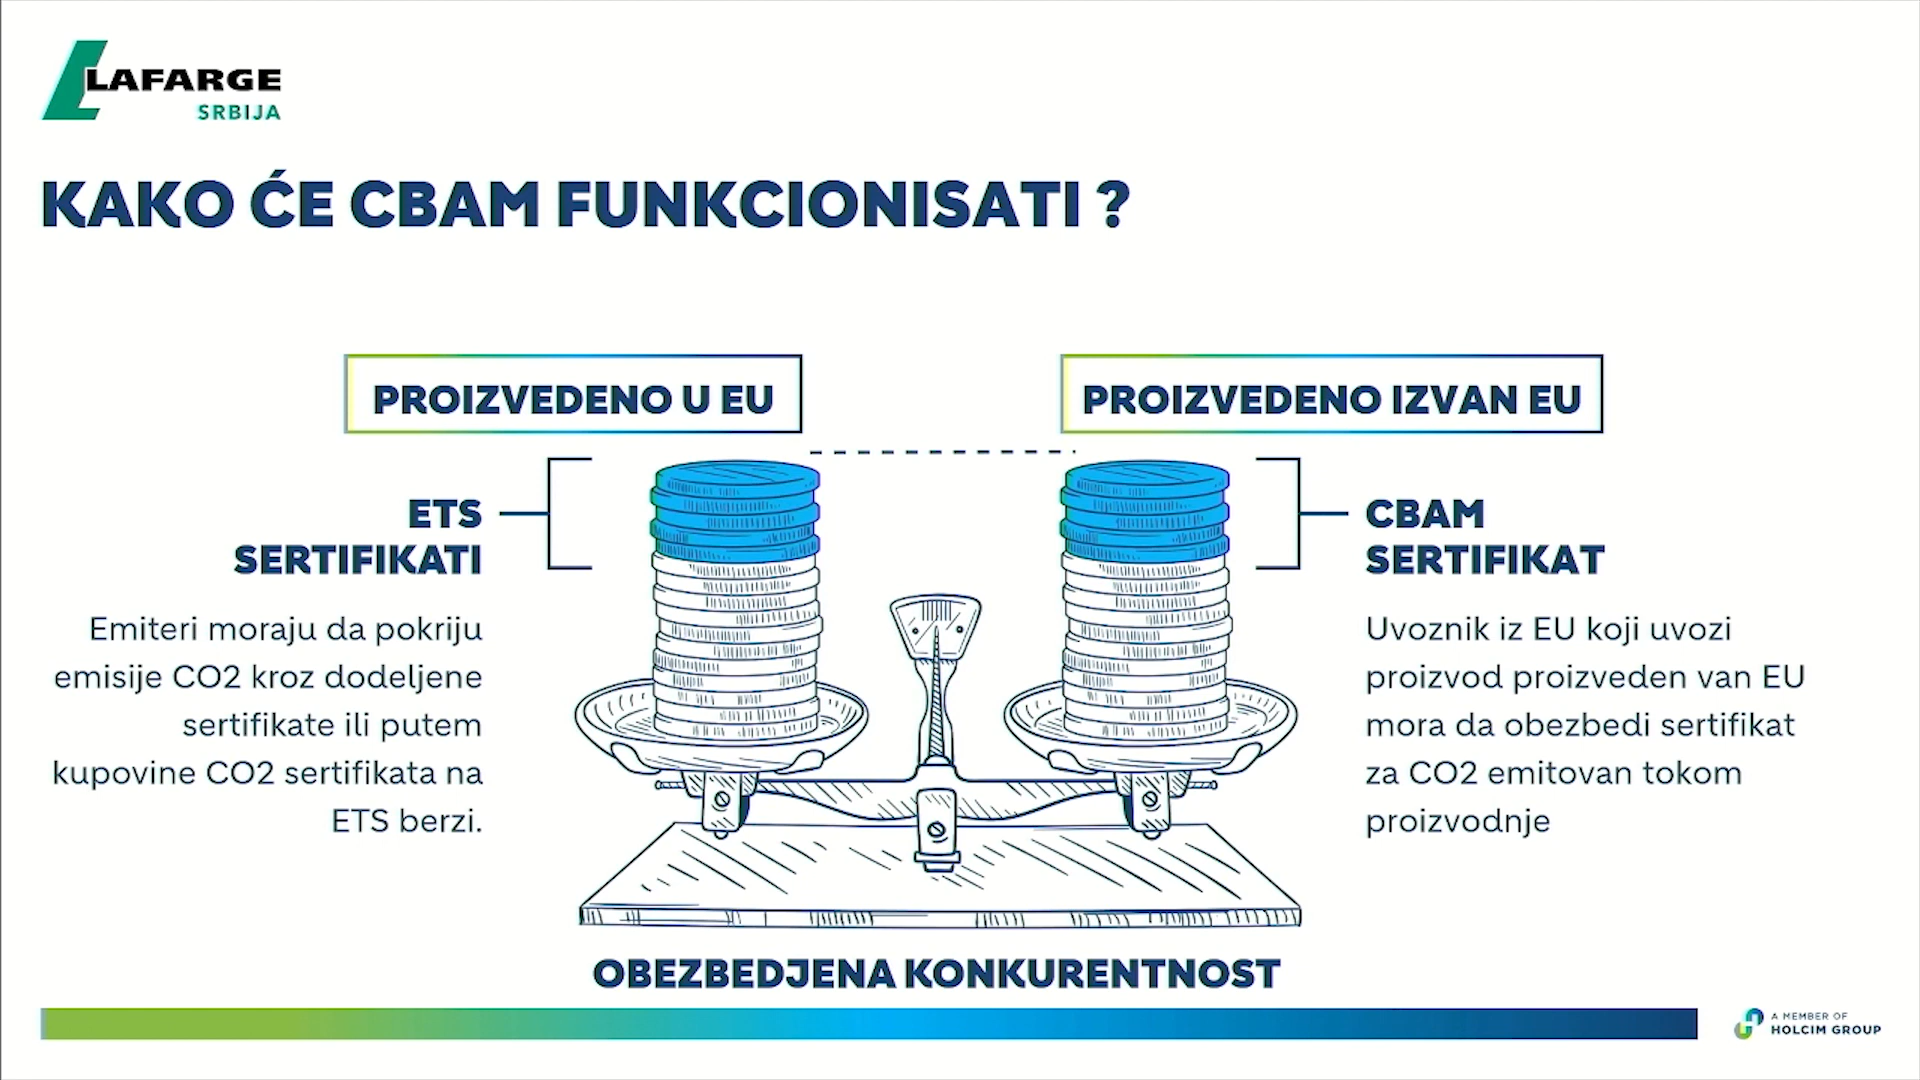 LAFARGE
SRBIJA
KAKO ĆE CBAM FUNKCIONISATI ?
PROIZVEDENO U EU
PROIZVEDENO IZVAN EU
ETS
SERTIFIKATI
Emiteri moraju da pokriju
emisije CO2 kroz dodeljene
sertifikate ili putem
kupovine CO2 sertifikata na
ETS berzi.
CBAM
SERTIFIKAT
Uvoznik iz EU koji uvozi
proizvod proizveden van EU
mora da obezbedi sertifikat
za CO2 emitovan tokom
proizvodnje
OBEZBEDJENA KONKURENTNOST
A MEMBER OF
HOLCIM GROUP